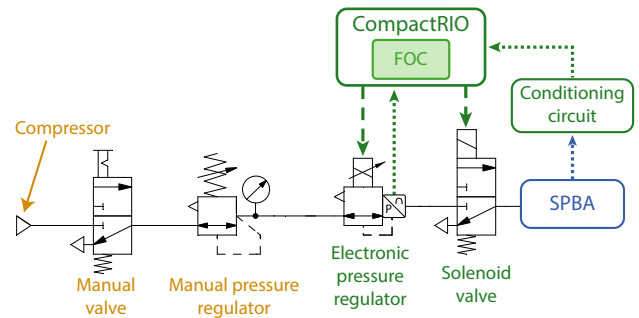 CompactRIO
FOC
Compressor
Conditioning
circuit
P
SPBA
Manual
valve
Manual pressure
regulator
Electronic
pressure
regulator
Solenoid
valve